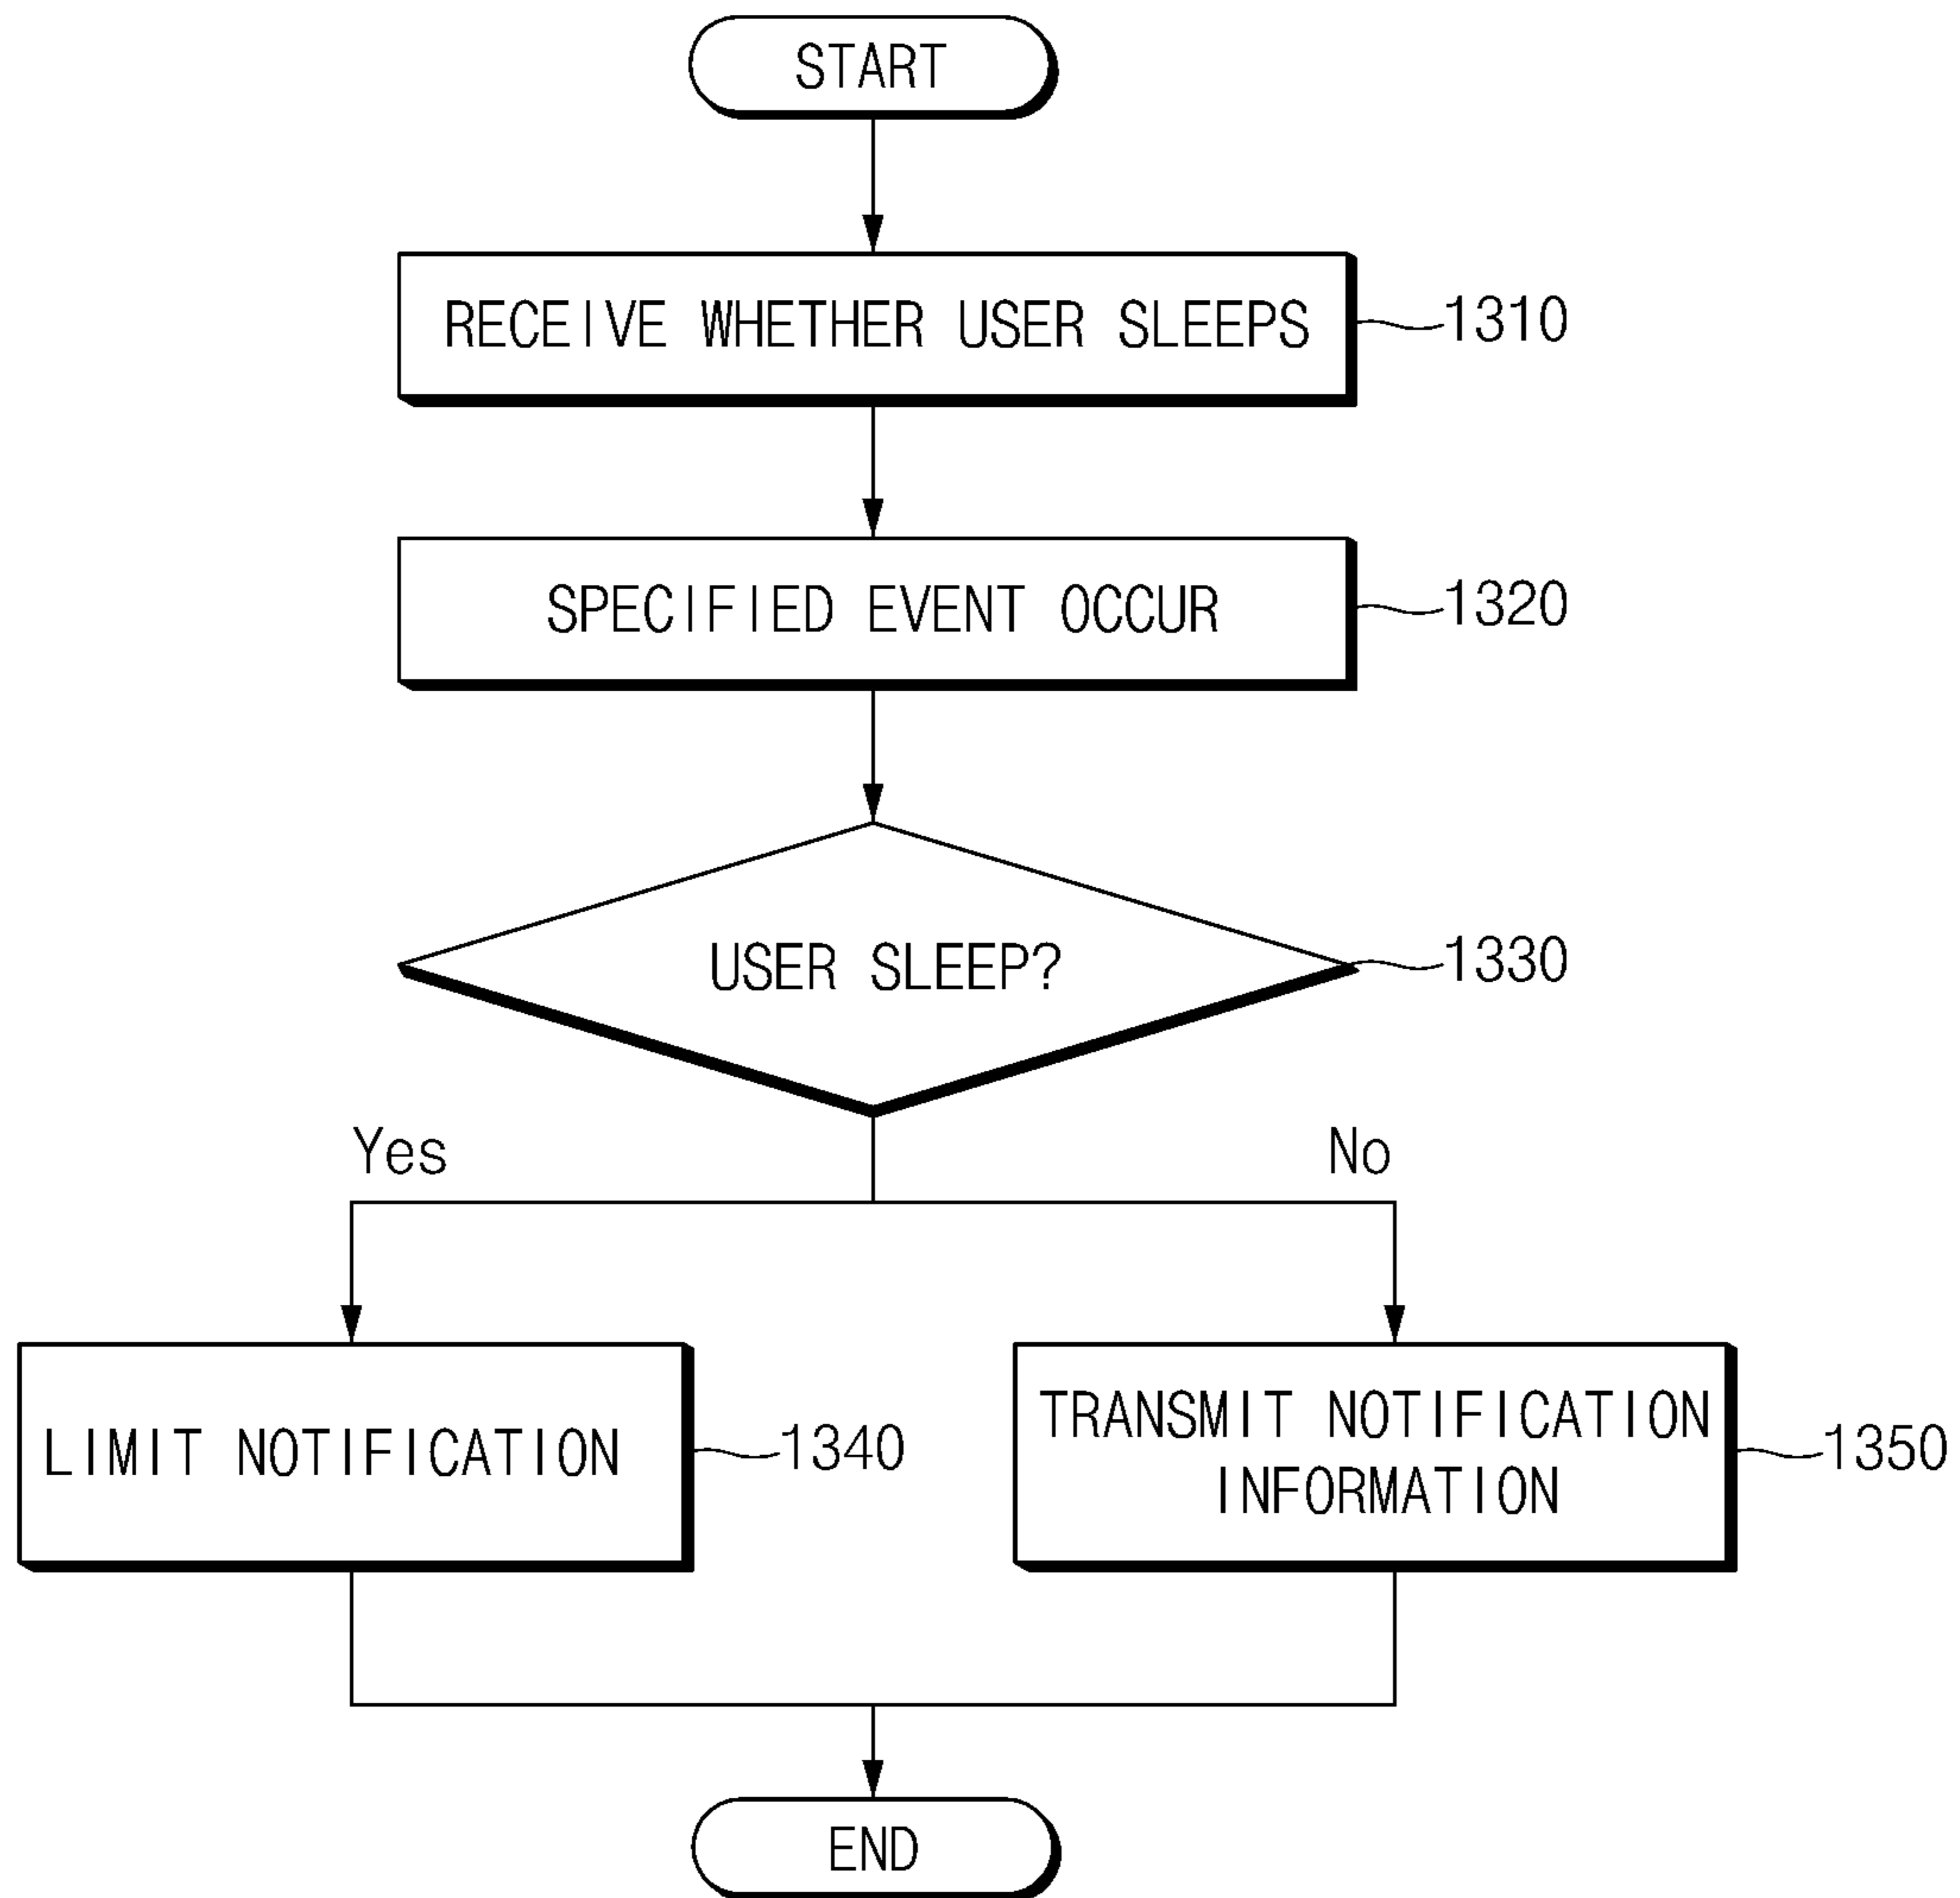 START
RECEIVE WHETHER USER SLEEPS
1310
SPECIFIED EVENT OCCUR
1320
USER SLEEP?
1330
Yes
No
LIMIT NOTIFICATION
1340
TRANSMIT NOTIFICATION
INFORMATION
1350
END